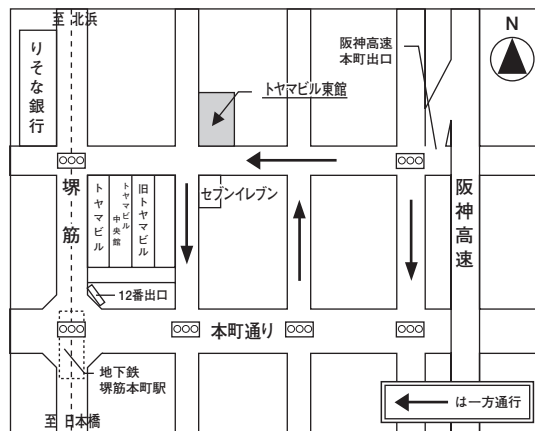 至 北浜
りそな銀行
阪神高速
本町出口
N
トヤマビル東館
堺筋
トヤマビル
トヤマビル
中央館
旧トヤマビル
セブンイレブン
阪神高速
12番出口
本町通り
地下鉄
堺筋本町駅
は一方通行
至 日本橋